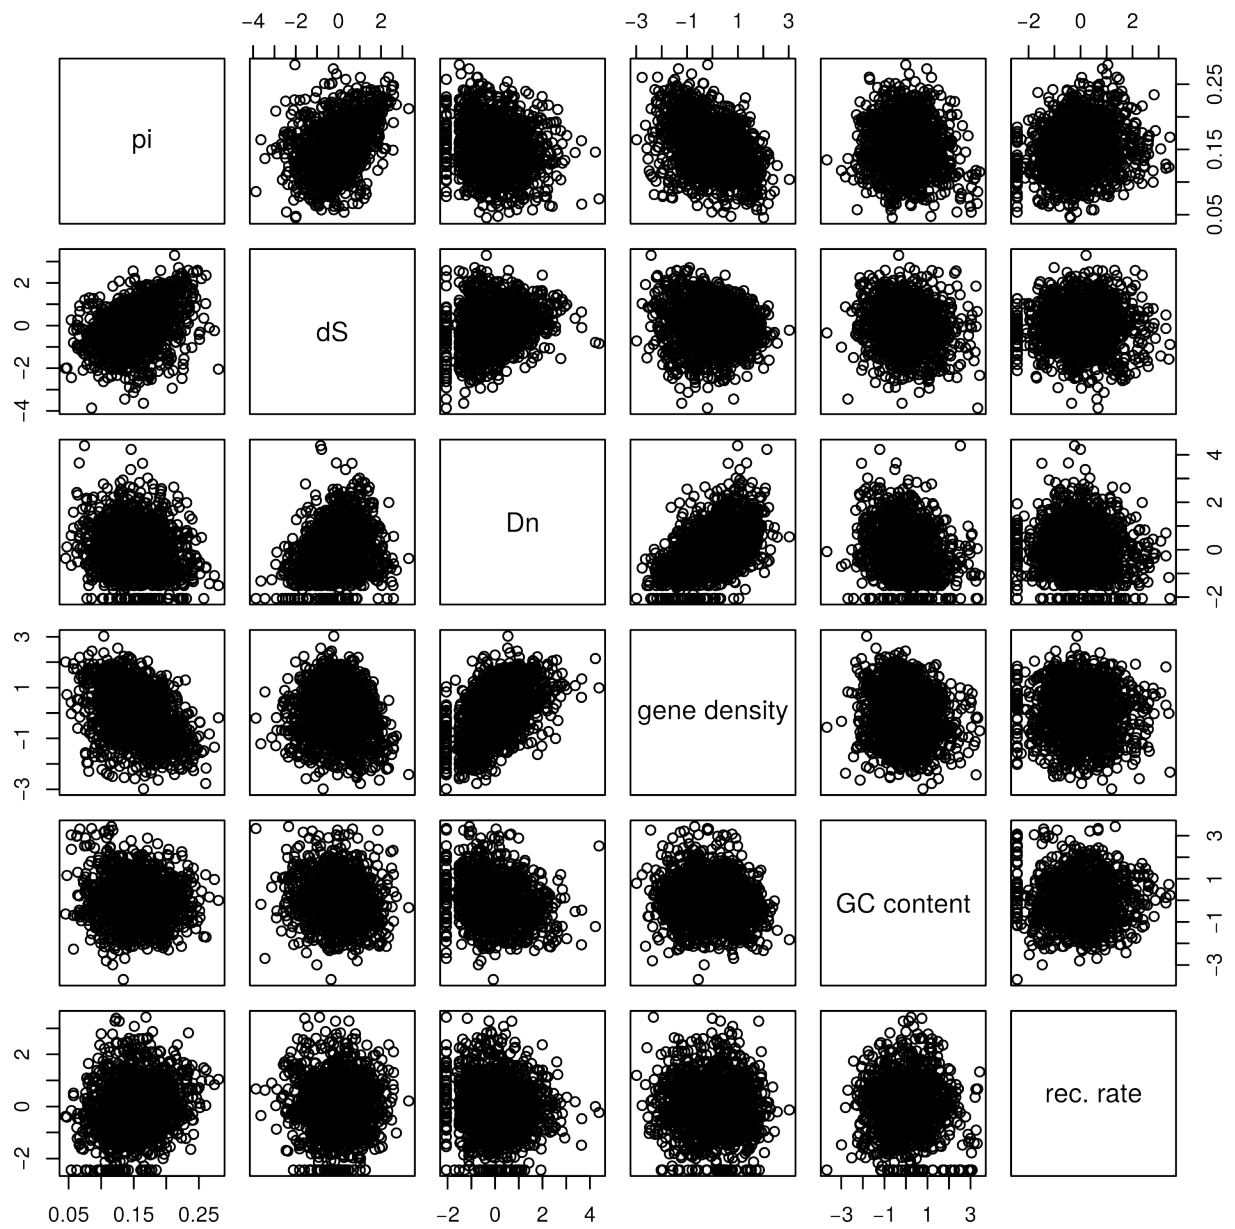 −4 −2 0 2 −3 −1 1 3 −2 0 2
pi 0.05 0.15 0.25
−4 −2 0 2 dS
Dn −2 0 2 4
−3 −1 1 3 gene density
GC content −3 −1 1 3
−2 0 2 rec. rate
0.05 0.15 0.25 −2 0 2 4 −3 −1 1 3